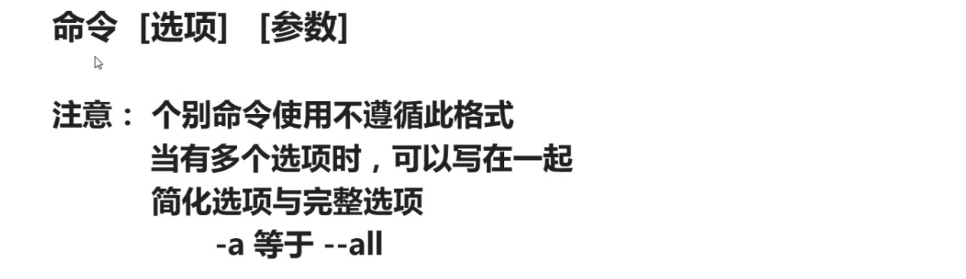 命令 [选项] [参数]
注意： 个别命令使用不遵循此格式
当有多个选项时，可以写在一起
简化选项与完整选项
-a 等于 --all